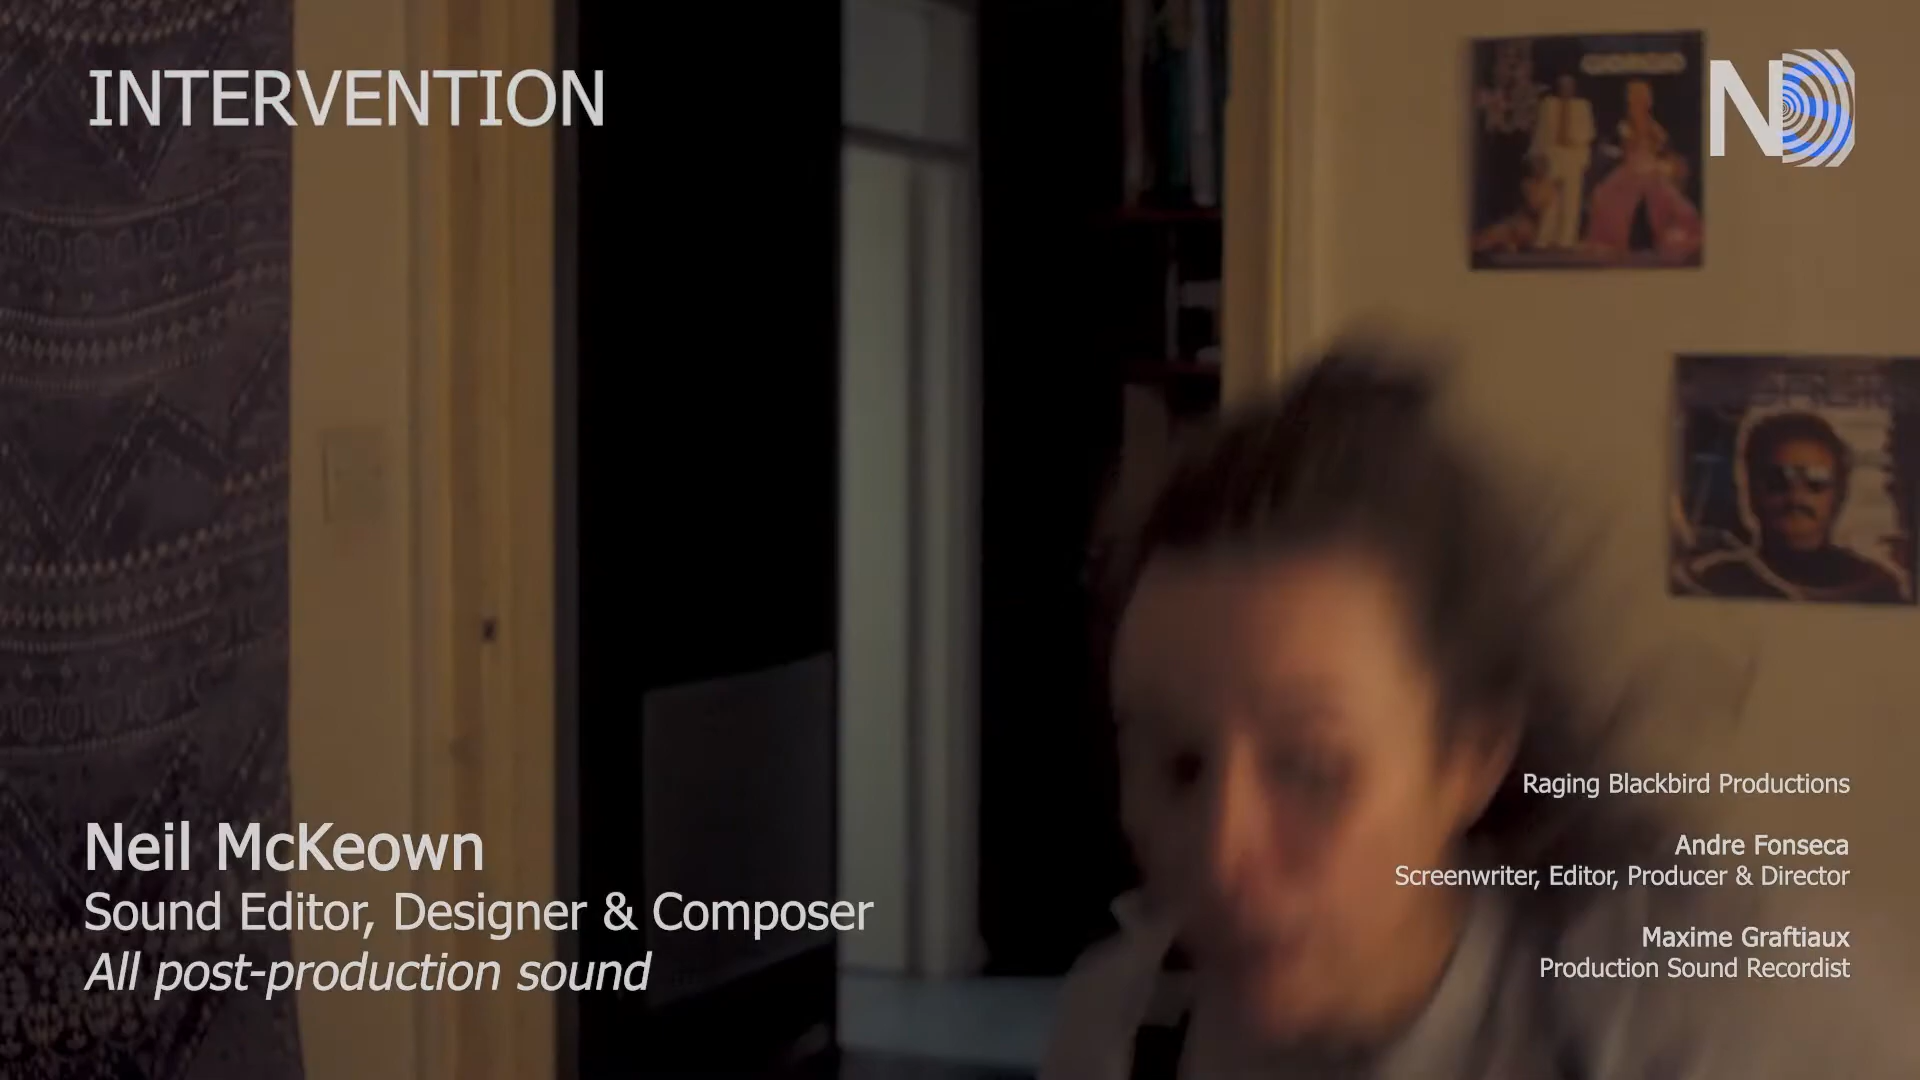 INTERVENTION
N
Neil McKeown
Sound Editor, Designer & Composer
All post-production sound
Raging Blackbird Productions
Andre Fonseca
Screenwriter, Editor, Producer & Director
Maxime Graftiaux
Production Sound Recordist